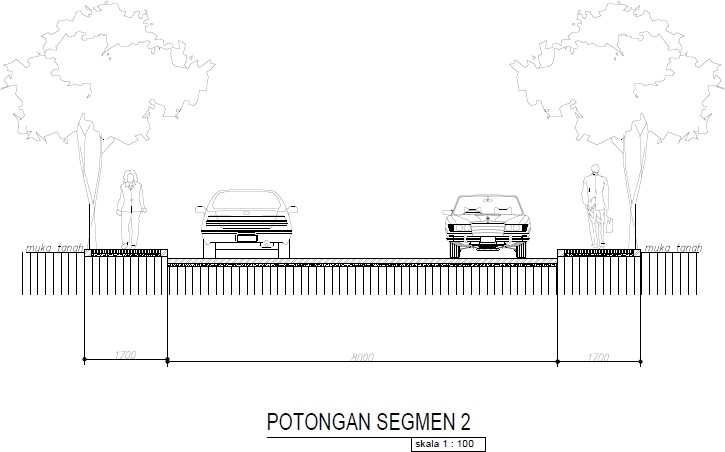 muka tanah muka tanah
1700 8000 1700
POTONGAN SEGMEN 2
skala 1 : 100